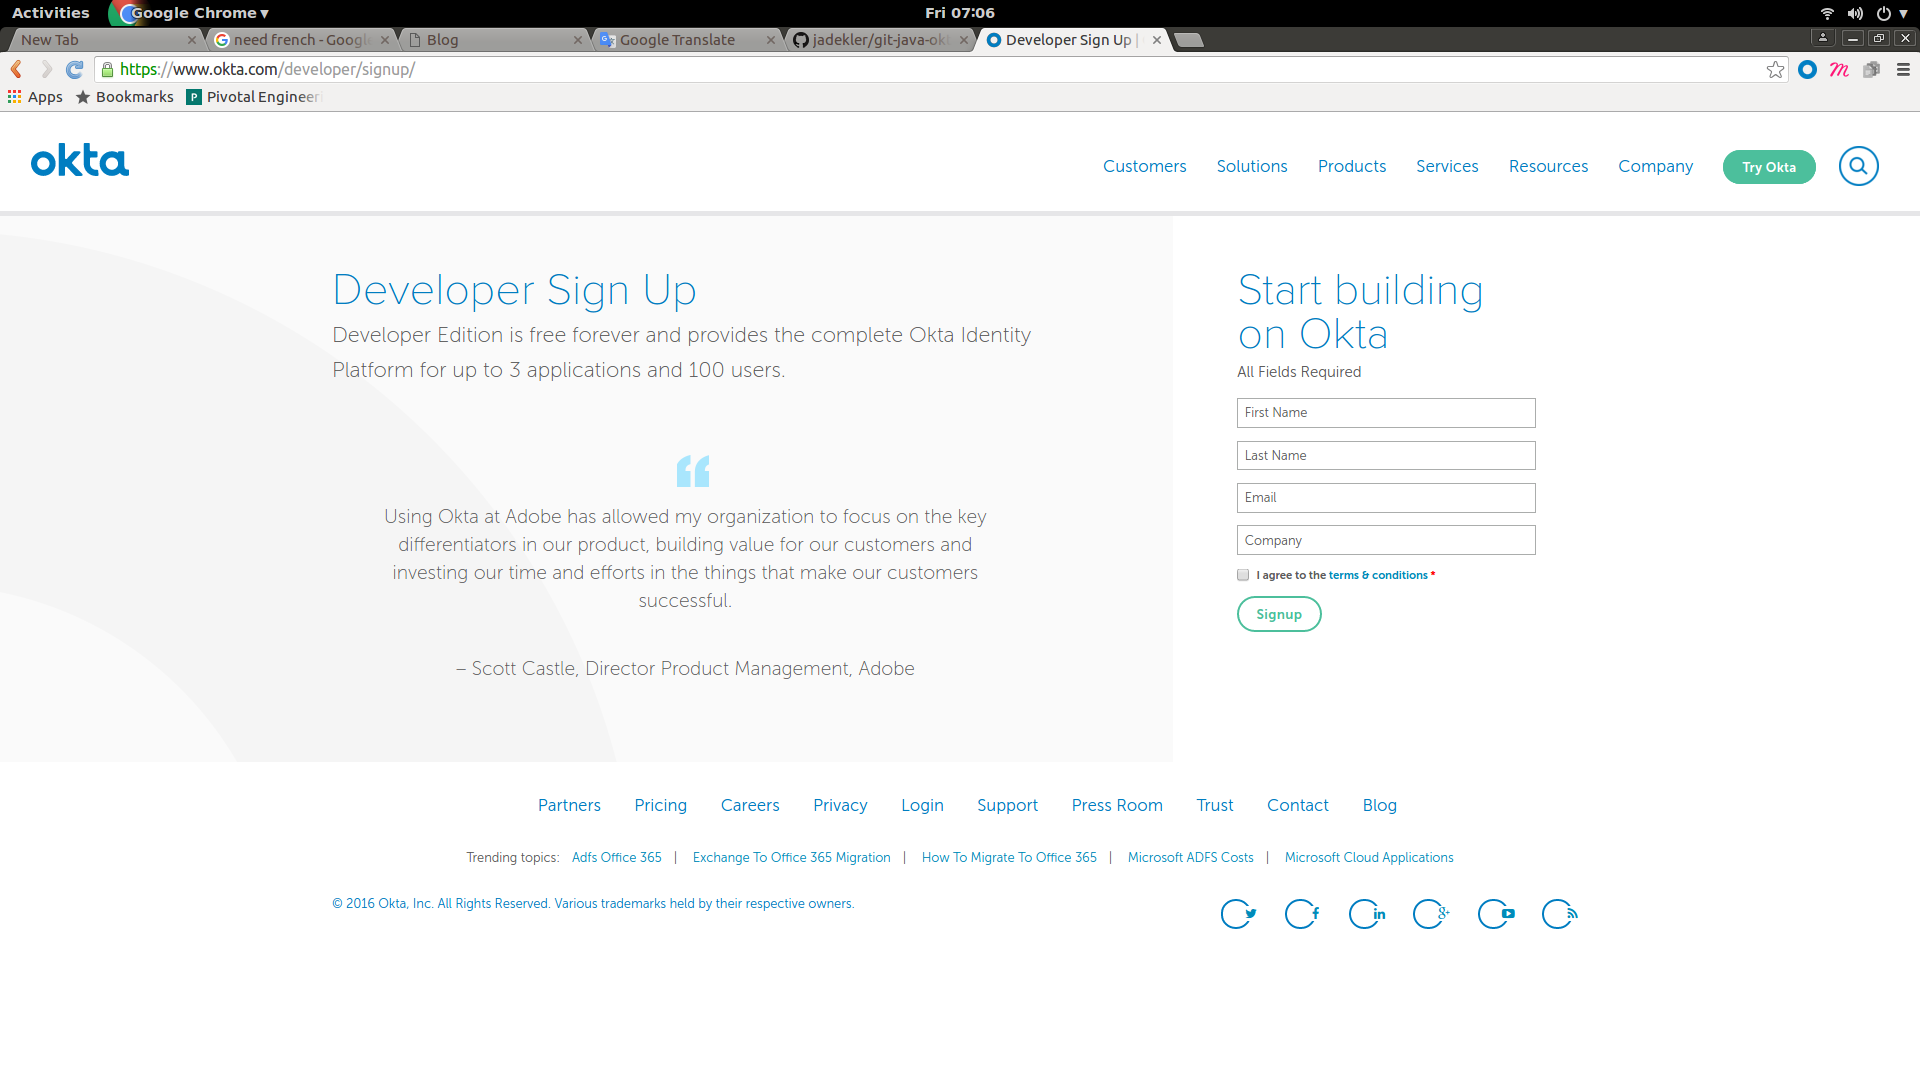 Activities
Google Chrome ▾
Fri 07:06
New Tab
need french - Google
Blog
Google Translate
jadekler/git-java-okt
Developer Sign Up |
https://www.okta.com/developer/signup/
Apps
Bookmarks
Pivotal Engineeri
okta
Customers
Solutions
Products
Services
Resources
Company
Try Okta
Developer Sign Up
Developer Edition is free forever and provides the complete Okta Identity
Platform for up to 3 applications and 100 users.
“
Using Okta at Adobe has allowed my organization to focus on the key
differentiators in our product, building value for our customers and
investing our time and efforts in the things that make our customers
successful.
– Scott Castle, Director Product Management, Adobe
Start building
on Okta
All Fields Required
First Name
Last Name
Email
Company
I agree to the terms & conditions *
Signup
Partners
Pricing
Careers
Privacy
Login
Support
Press Room
Trust
Contact
Blog
Trending topics: Adfs Office 365 | Exchange To Office 365 Migration | How To Migrate To Office 365 | Microsoft ADFS Costs | Microsoft Cloud Applications
© 2016 Okta, Inc. All Rights Reserved. Various trademarks held by their respective owners.